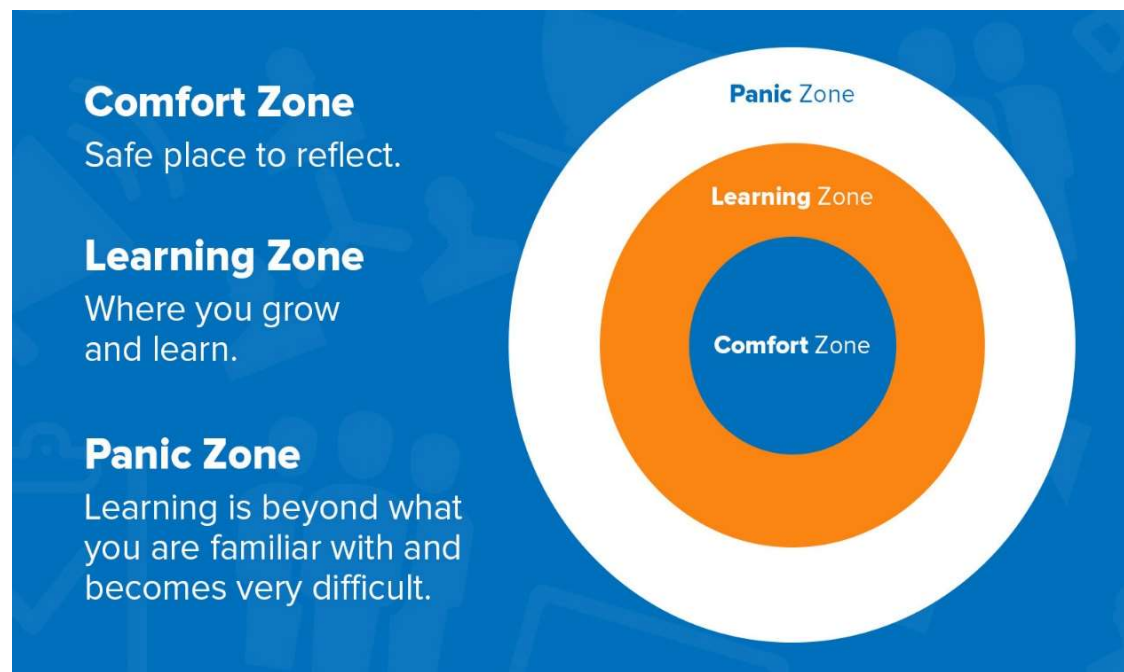 Comfort Zone
Safe place to reflect.
Learning Zone
Where you grow
and learn.
Panic Zone
Learning is beyond what
you are familiar with and
becomes very difficult.
Panic Zone
Learning Zone
Comfort Zone